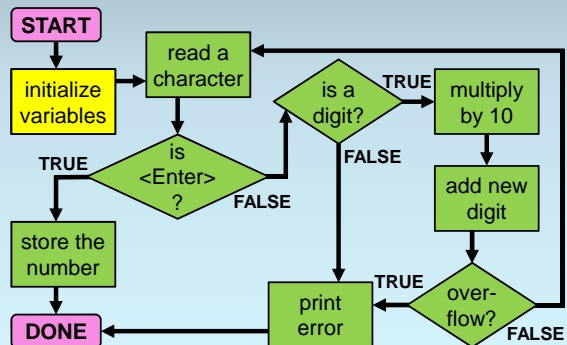 START
initialize
variables
read a
character
is
<Enter>
?
TRUE
FALSE
store the
number
DONE
is a
digit?
TRUE
FALSE
multiply
by 10
add new
digit
over-
flow?
TRUE
FALSE
print
error